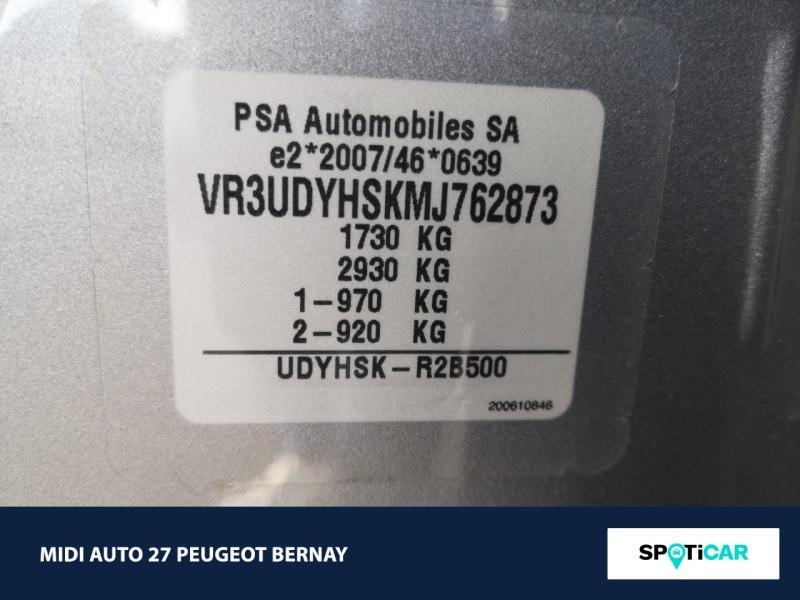 PSA Automobiles SA
e2*2007/46*0639
VR3UDYHSKMJ762873
1730 KG
2930 KG
1-970 KG
2-920 KG
UDYHSK-R2B500
200610846
MIDI AUTO 27 PEUGEOT BERNAY
SPOTiCAR